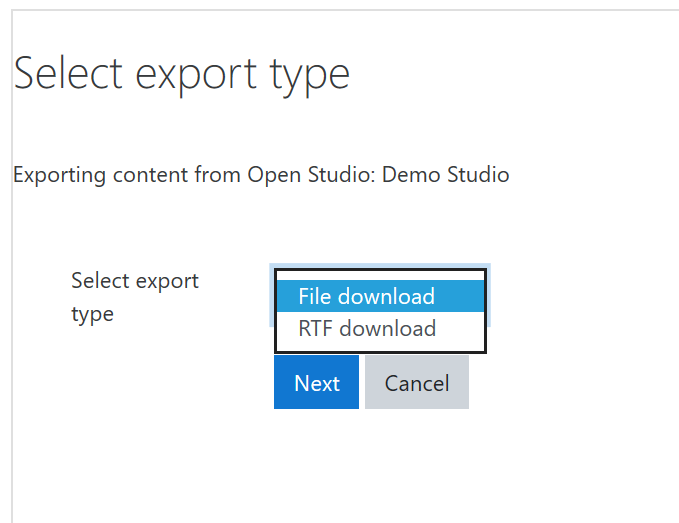 Select export type
Exporting content from Open Studio: Demo Studio
Select export
type
File download
RTF download
Next
Cancel